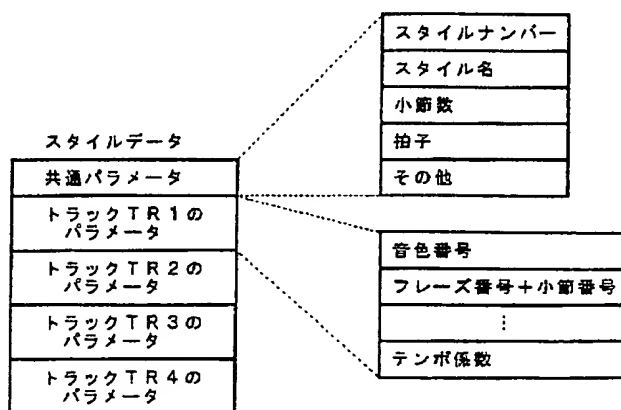 スタイルデータ
共通パラメータ
トラックＴＲ１の
パラメータ
トラックＴＲ２の
パラメータ
トラックＴＲ３の
パラメータ
トラックＴＲ４の
パラメータ
スタイルナンバー
スタイル名
小節数
拍子
その他
音色番号
フレーズ番号＋小節番号
⋮
テンポ係数